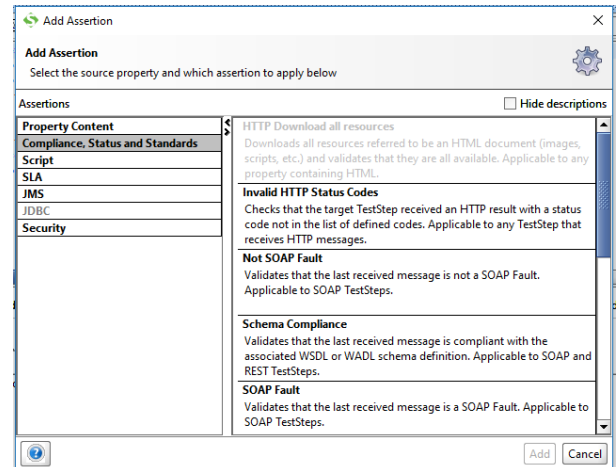 Add Assertion
Add Assertion
Select the source property and which assertion to apply below
Assertions
Hide descriptions
Property Content
Compliance, Status and Standards
Script
SLA
JMS
JDBC
Security
HTTP Download all resources
Downloads all resources referred to be an HTML document (images,
scripts, etc.) and validates that they are all available. Applicable to any
property containing HTML.
Invalid HTTP Status Codes
Checks that the target TestStep received an HTTP result with a status
code not in the list of defined codes. Applicable to any TestStep that
receives HTTP messages.
Not SOAP Fault
Validates that the last received message is not a SOAP Fault.
Applicable to SOAP TestSteps.
Schema Compliance
Validates that the last received message is compliant with the
associated WSDL or WADL schema definition. Applicable to SOAP and
REST TestSteps.
SOAP Fault
Validates that the last received message is a SOAP Fault. Applicable to
SOAP TestSteps.
Add
Cancel